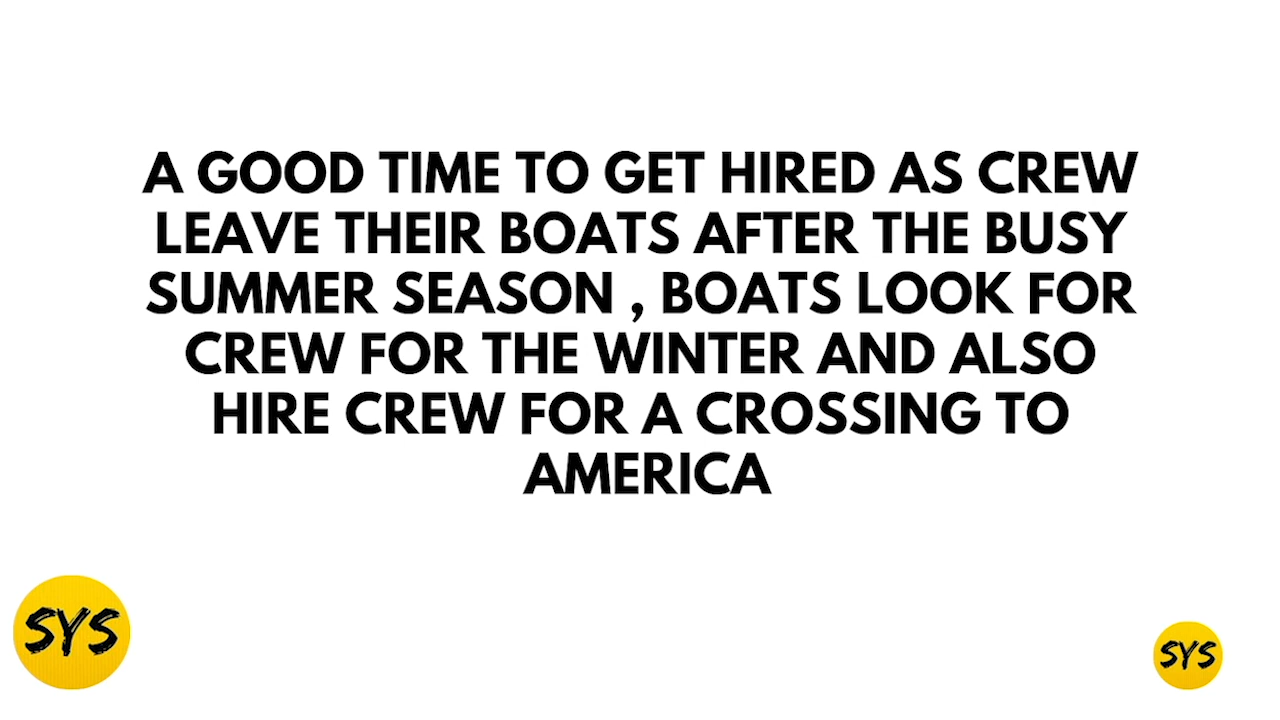 A GOOD TIME TO GET HIRED AS CREW
LEAVE THEIR BOATS AFTER THE BUSY
SUMMER SEASON , BOATS LOOK FOR
CREW FOR THE WINTER AND ALSO
HIRE CREW FOR A CROSSING TO
AMERICA
SYS
SYS